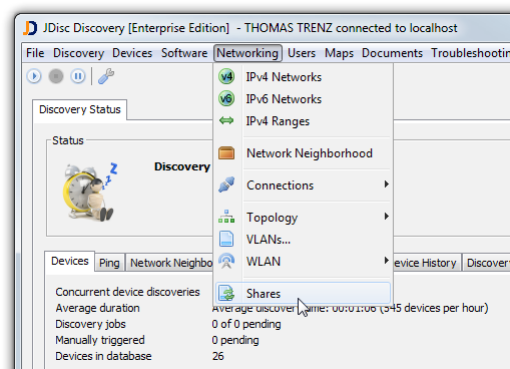 JDisc Discovery [Enterprise Edition] - THOMAS TRENZ connected to localhost
File Discovery Devices Software Networking Users Maps Documents Troubleshootin
v4 IPv4 Networks
v6 IPv6 Networks
IPv4 Ranges
Discovery Status
Status
Network Neighborhood
Discovery
Connections
Topology
VLANs...
WLAN
Devices Ping Network Neighbo evice History Discover
Shares
Concurrent device discoveries
Average duration Average discover time: 00:01:06 (545 devices per hour)
Discovery jobs 0 of 0 pending
Manually triggered 0 pending
Devices in database 26